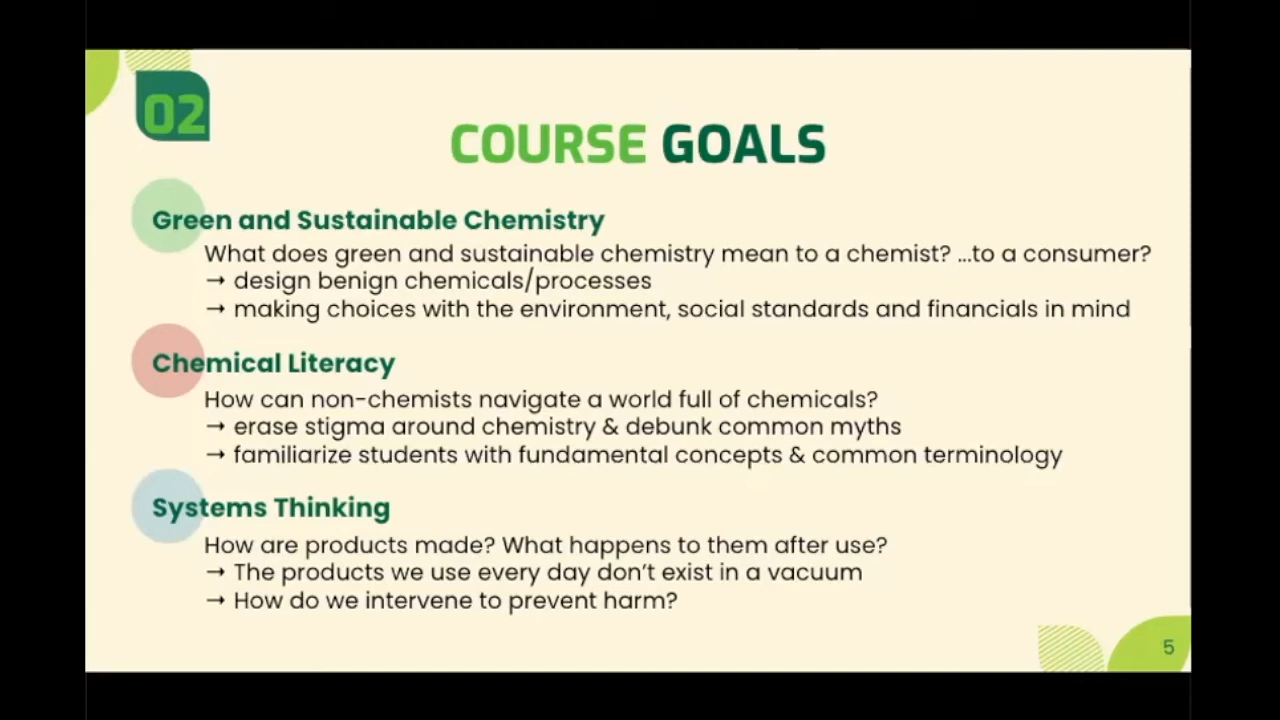 02
COURSE GOALS
Green and Sustainable Chemistry
What does green and sustainable chemistry mean to a chemist? ...to a consumer?
→ design benign chemicals/processes
→ making choices with the environment, social standards and financials in mind
Chemical Literacy
How can non-chemists navigate a world full of chemicals?
→ erase stigma around chemistry & debunk common myths
→ familiarize students with fundamental concepts & common terminology
Systems Thinking
How are products made? What happens to them after use?
→ The products we use every day don’t exist in a vacuum
→ How do we intervene to prevent harm?
5